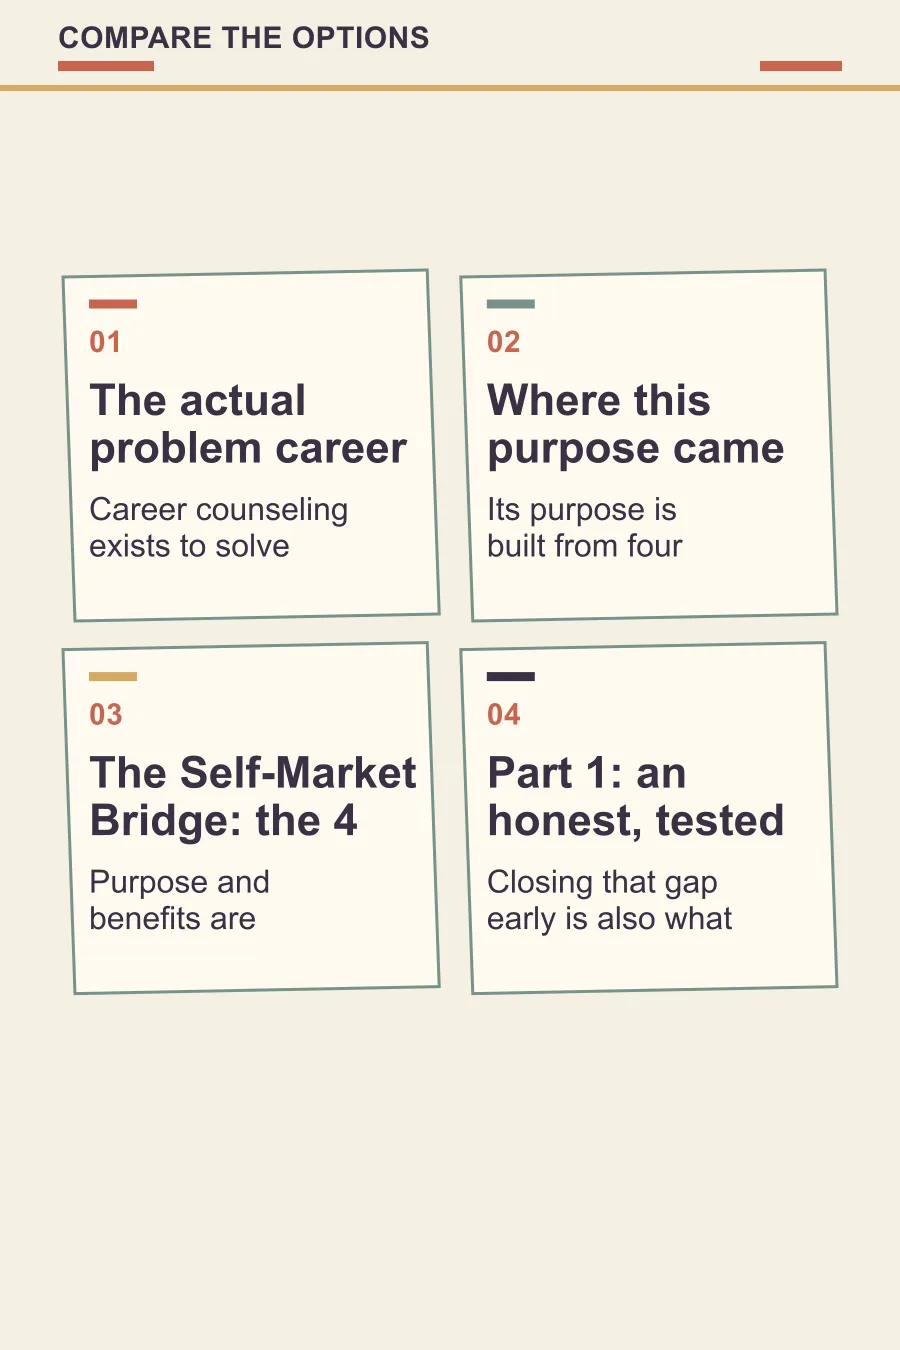 COMPARE THE OPTIONS
01
The actual
problem career
Career counseling
exists to solve
02
Where this
purpose came
Its purpose is
built from four
03
The Self-Market
Bridge: the 4
Purpose and
benefits are
04
Part 1: an
honest, tested
Closing that gap
early is also what